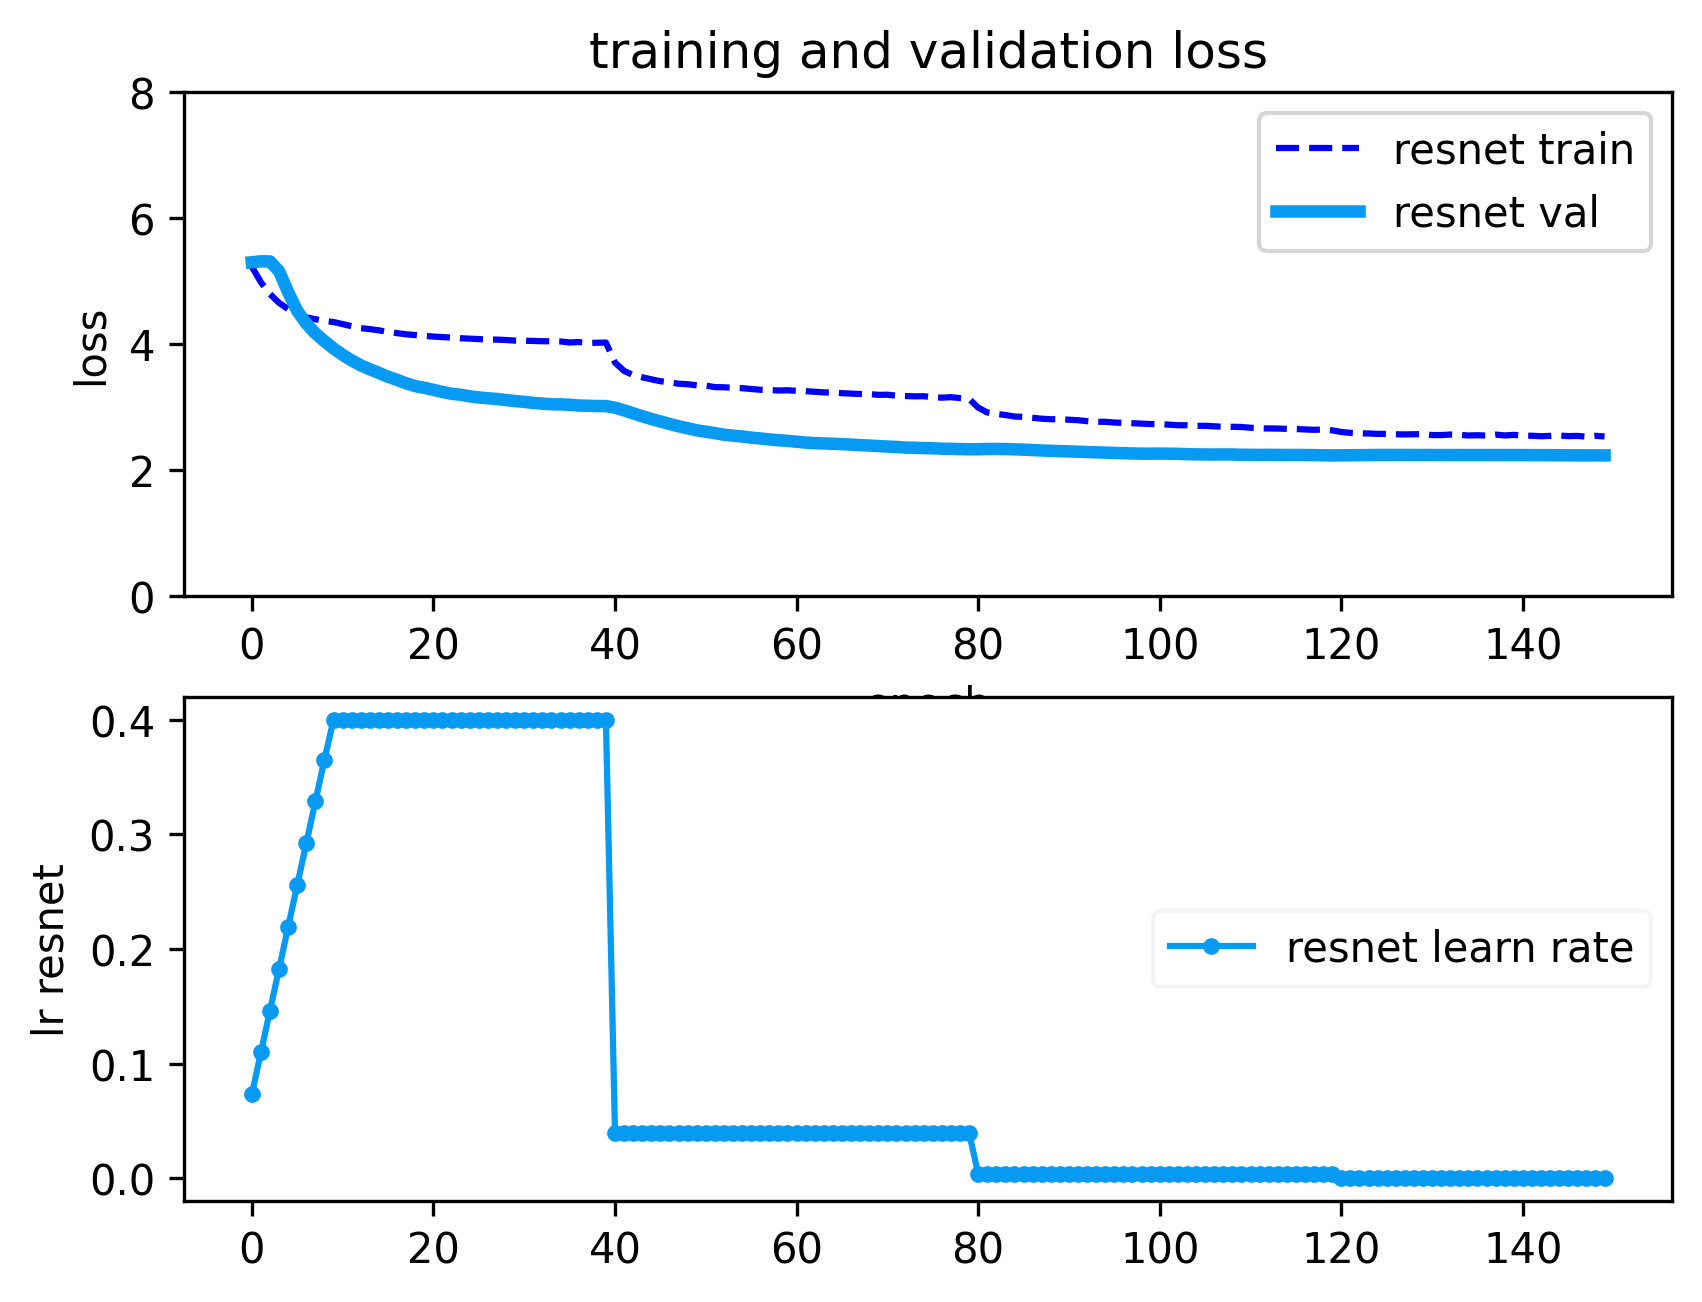 training and validation loss
8
6
4
2
0
loss
resnet train
resnet val
0 20 40 60 80 100 120 140
0.4
0.3
0.2
0.1
0.0
lr resnet
resnet learn rate
0 20 40 60 80 100 120 140